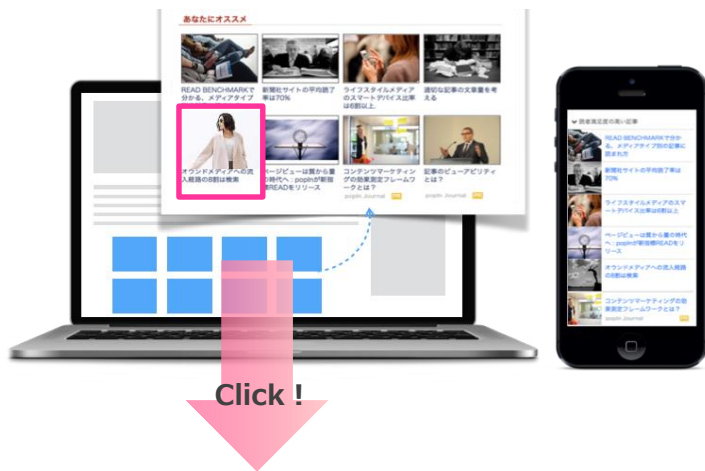 あなたにオススメ
READ BENCHMARKで
分かる、メディアタイプ
新聞社サイトの平均読了
率は70%
ライフスタイルメディア
のスマートデバイス比率
は6割以上
適切な記事の文章量を考
える
オウンドメディアへの流
入経路の8割は検索
ページビューは質から量
の時代へ：popInが新指
標READをリリース
コンテンツマーケティン
グの効果測定フレームワ
ークとは？
popIn Journal PR
記事のビューアビリティ
とは？
popIn Journal PR
読者満足度の高い記事
READ BENCHMARKで分か
る、メディアタイプ別の記事に
読まれ方
新聞社サイトの平均読了率は
70%
ライフスタイルメディアのスマ
ートデバイス比率は6割以上
ページビューは質から量の時代
へ：popInが新指標READをリ
リース
オウンドメディアへの流入経路
の8割は検索
コンテンツマーケティングの効
果測定フレームワークとは？
popIn Journal PR
Click !